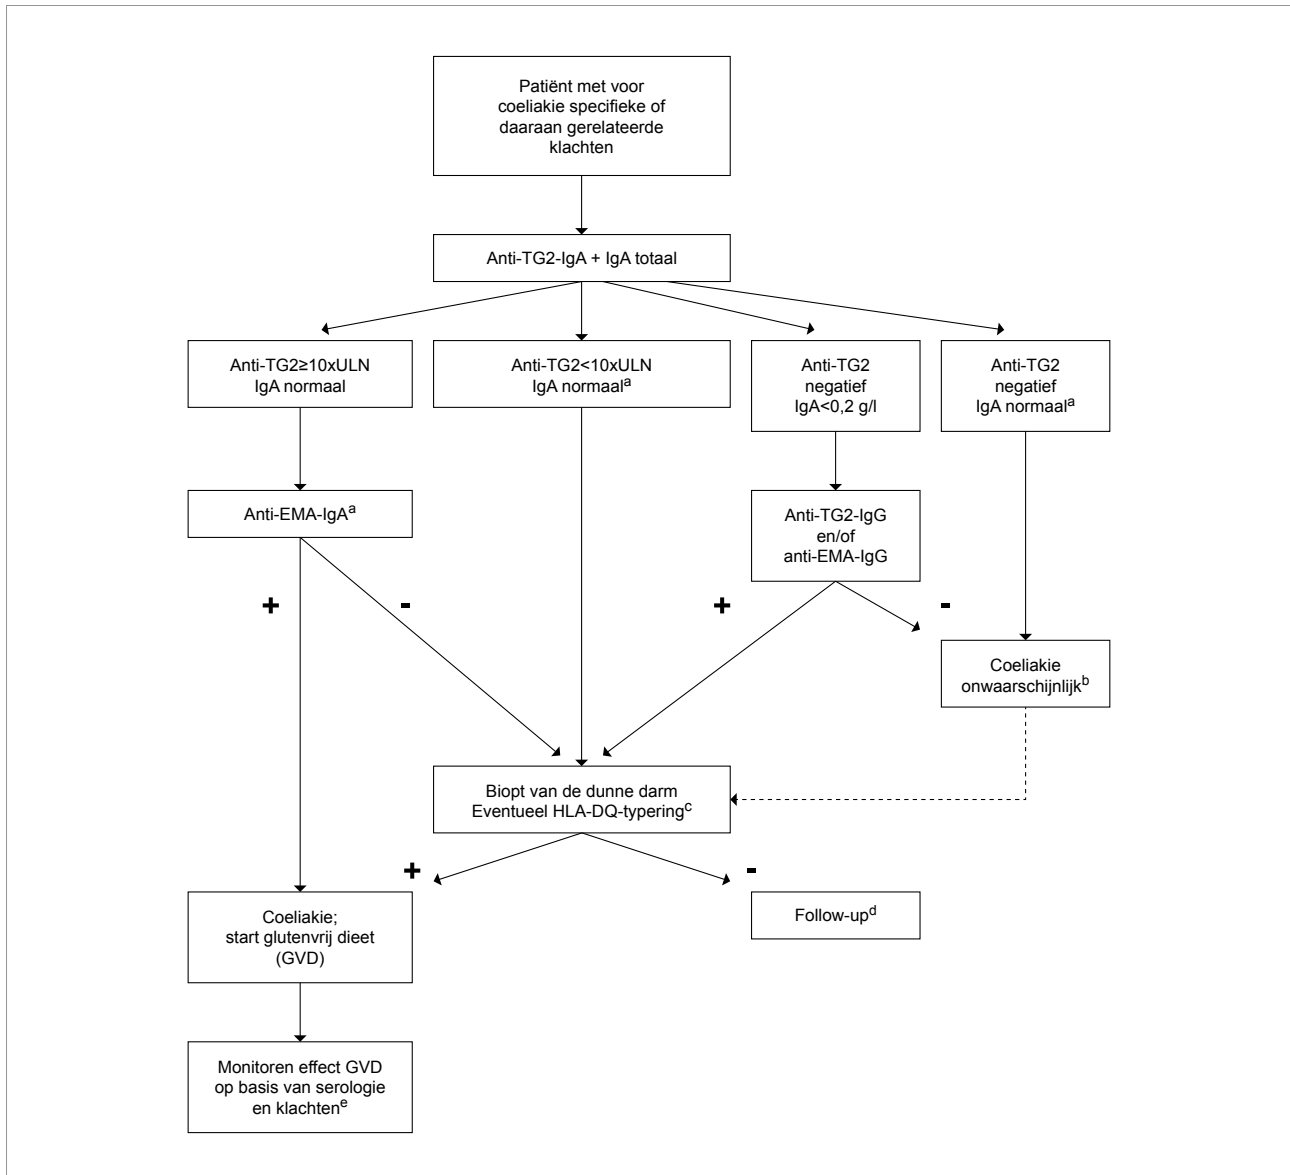 Patiënt met voor
coeliakie specifieke of
daaraan gerelateerde
klachten
Anti-TG2-IgA + IgA totaal
Anti-TG2≥10xULN
IgA normaal
Anti-TG2<10xULN
IgA normaalᵃ
Anti-TG2
negatief
IgA<0,2 g/l
Anti-TG2
negatief
IgA normaalᵃ
Anti-EMA-IgAᵃ
Anti-TG2-IgG
en/of
anti-EMA-IgG
+
-
+
-
Coeliakie
onwaarschijnlijkᵇ
Biopt van de dunne darm
Eventueel HLA-DQ-typeringᶜ
+
-
Coeliakie;
start glutenvrij dieet
(GVD)
Follow-upᵈ
Monitoren effect GVD
op basis van serologie
en klachtenᵉ